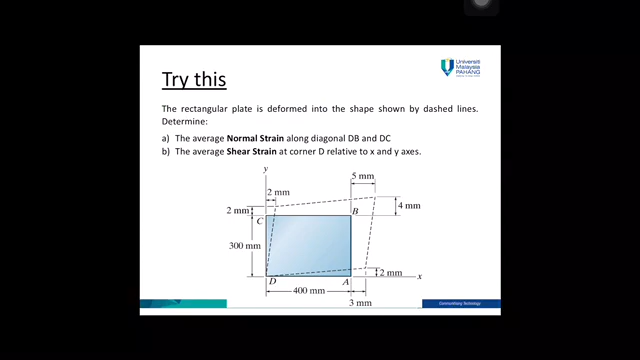 Universiti
Malaysia
PAHANG
Try this
The rectangular plate is deformed into the shape shown by dashed lines.
Determine:
a) The average Normal Strain along diagonal DB and DC
b) The average Shear Strain at corner D relative to x and y axes.
y
5 mm
2 mm
2 mm
4 mm
C
B
300 mm
2 mm
D
A
x
400 mm
3 mm
Communitising Technology